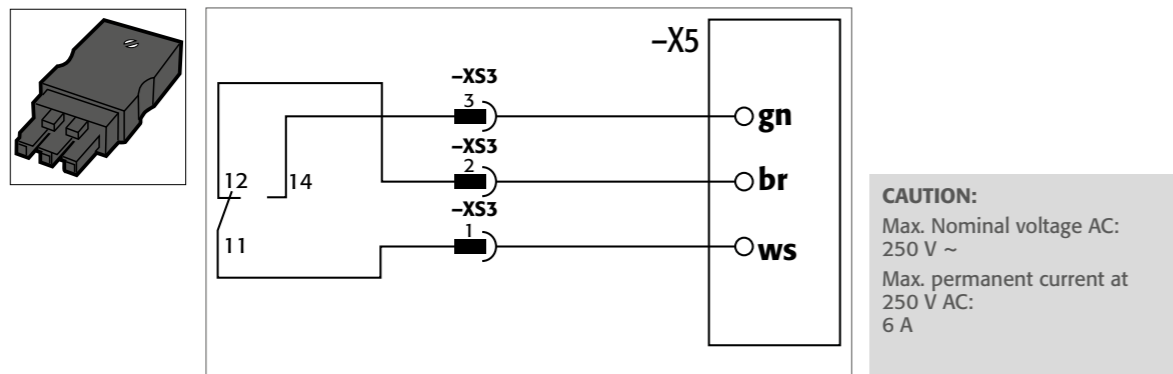 –X5
–XS3
3
gn
–XS3
2
br
12
14
–XS3
1
11
ws
CAUTION:
Max. Nominal voltage AC:
250 V ~
Max. permanent current at
250 V AC:
6 A